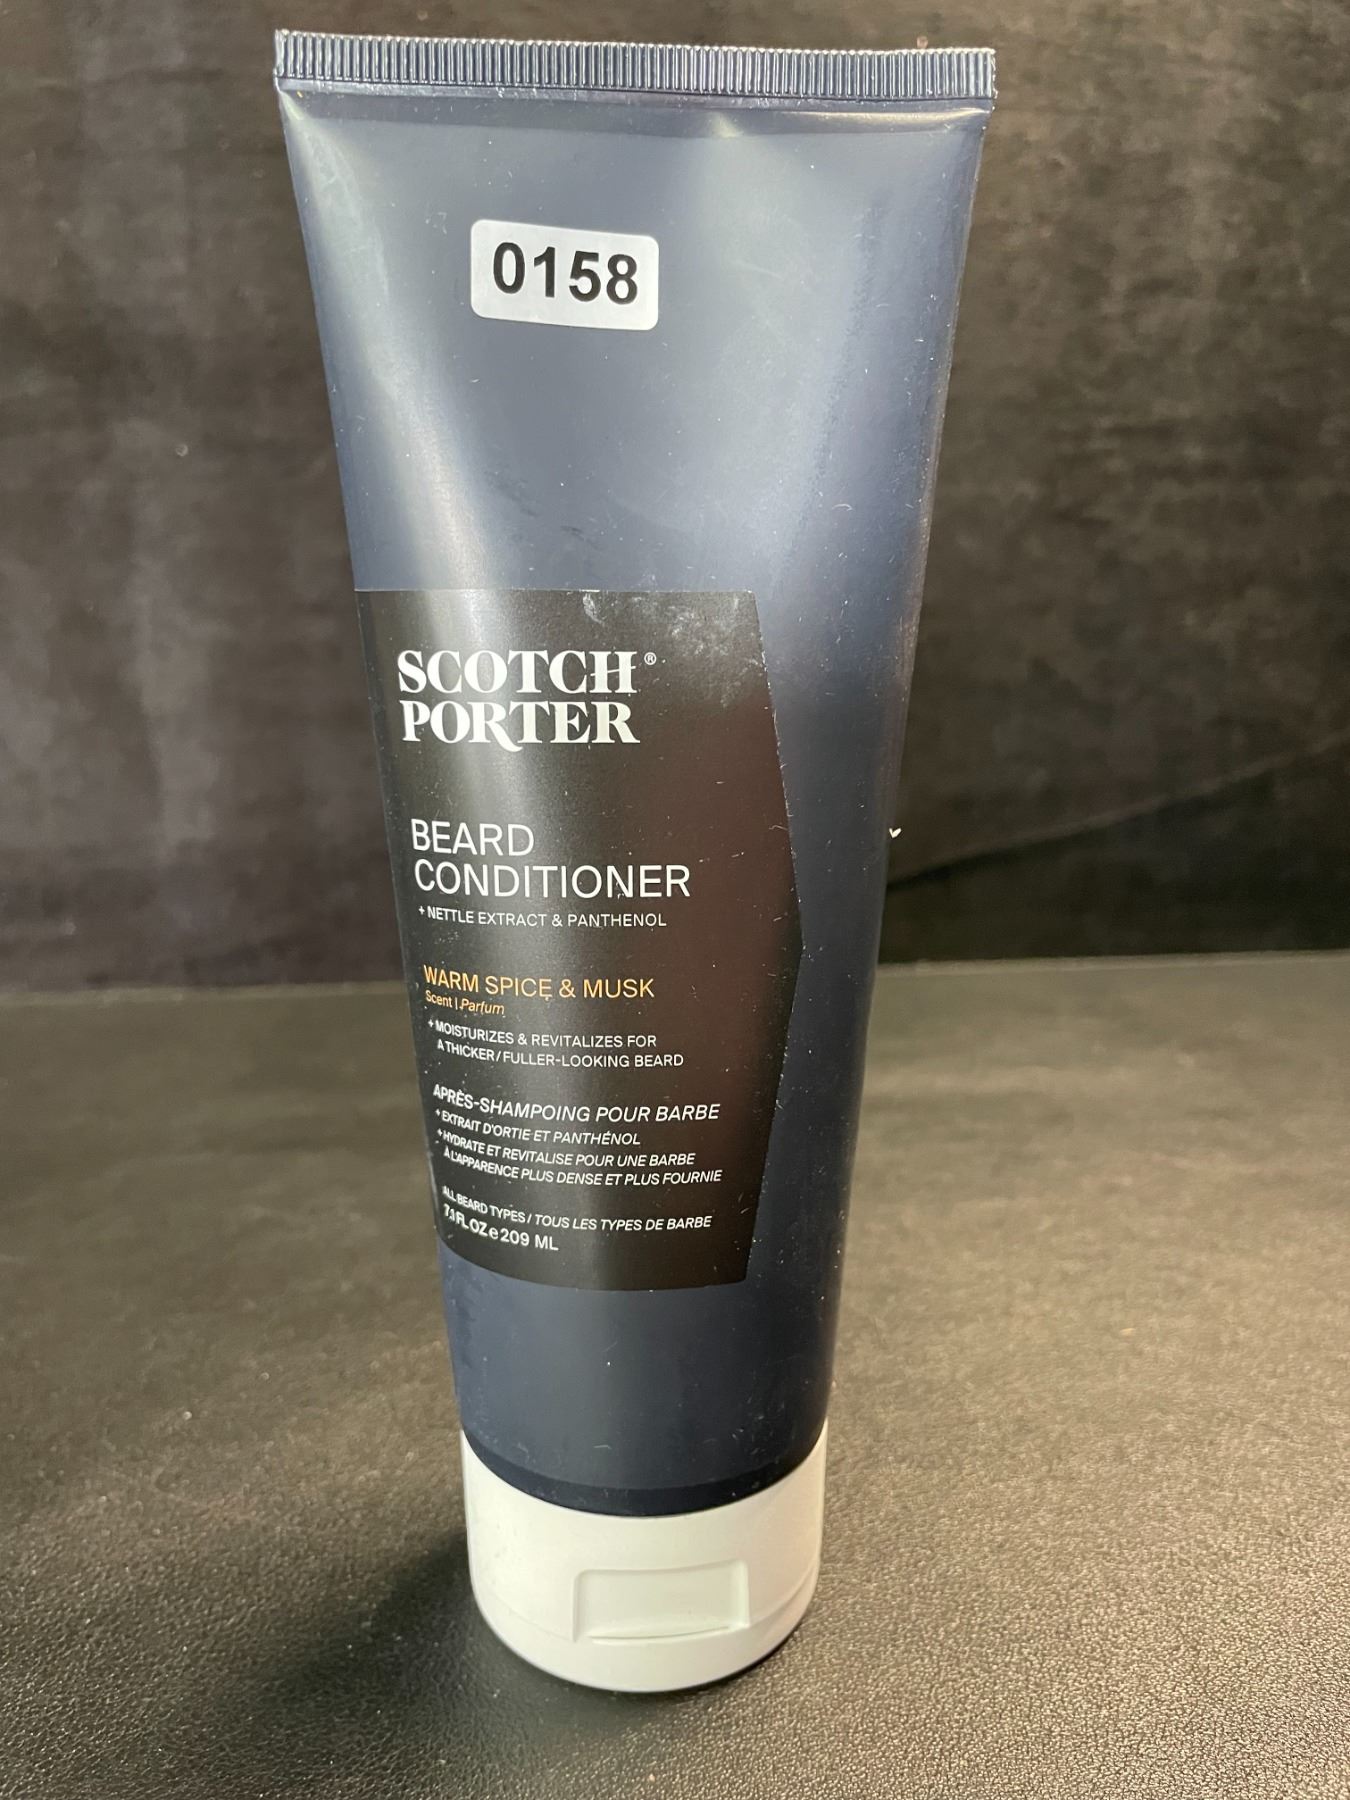 0158
SCOTCH®
PORTER
BEARD
CONDITIONER
+ NETTLE EXTRACT & PANTHENOL
WARM SPICE & MUSK
Scent | Parfum
+ MOISTURIZES & REVITALIZES FOR
A THICKER / FULLER-LOOKING BEARD
APRÈS-SHAMPOING POUR BARBE
+ EXTRAIT D'ORTIE ET PANTHÉNOL
+ HYDRATE ET REVITALISE POUR UNE BARBE
À L'APPARENCE PLUS DENSE ET PLUS FOURNIE
ALL BEARD TYPES / TOUS LES TYPES DE BARBE
7.1 FL OZ e 209 ML